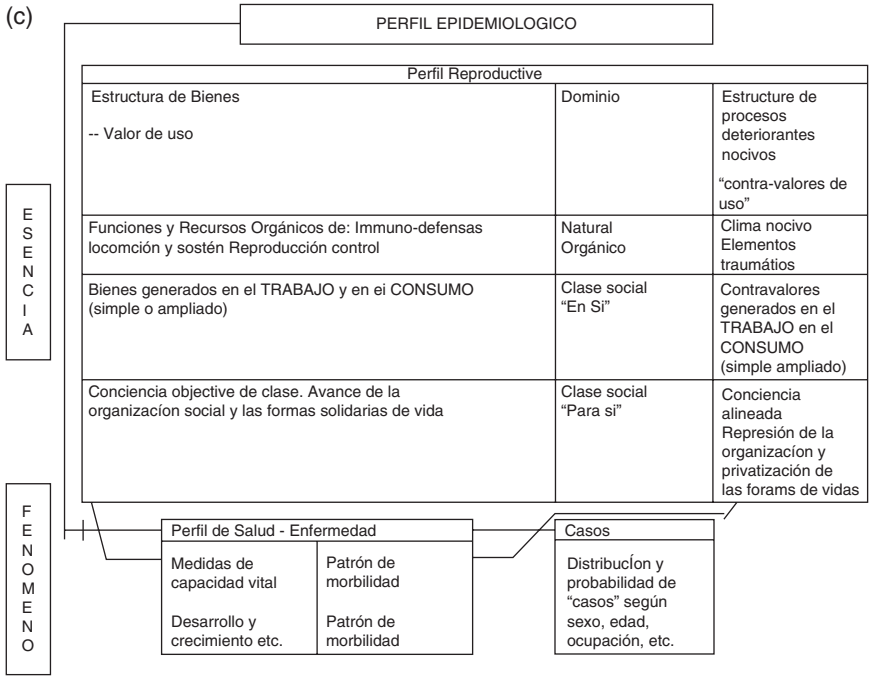 (c)
PERFIL EPIDEMIOLOGICO
Perfil Reproductive
Estructura de Bienes
-- Valor de uso
Dominio
Estructure de
procesos
deteriorantes
nocivos
“contra-valores de
uso”
Funciones y Recursos Orgánicos de: Immuno-defensas
locomción y sostén Reproducción control
Natural
Orgánico
Clima nocivo
Elementos
traumátios
Bienes generados en el TRABAJO y en ei CONSUMO
(simple o ampliado)
Clase social
“En Si”
Contravalores
generados en el
TRABAJO en el
CONSUMO
(simple ampliado)
Conciencia objective de clase. Avance de la
organizacíon social y las formas solidarias de vida
Clase social
“Para si”
Conciencia
alineada
Represión de la
organizacíon y
privatización de
las forams de vidas
ESENCIA
FENOMENO
Perfil de Salud - Enfermedad
Medidas de
capacidad vital
Desarrollo y
crecimiento etc.
Patrón de
morbilidad
Patrón de
morbilidad
Casos
DistribucÍon y
probabilidad de
“casos” según
sexo, edad,
ocupación, etc.